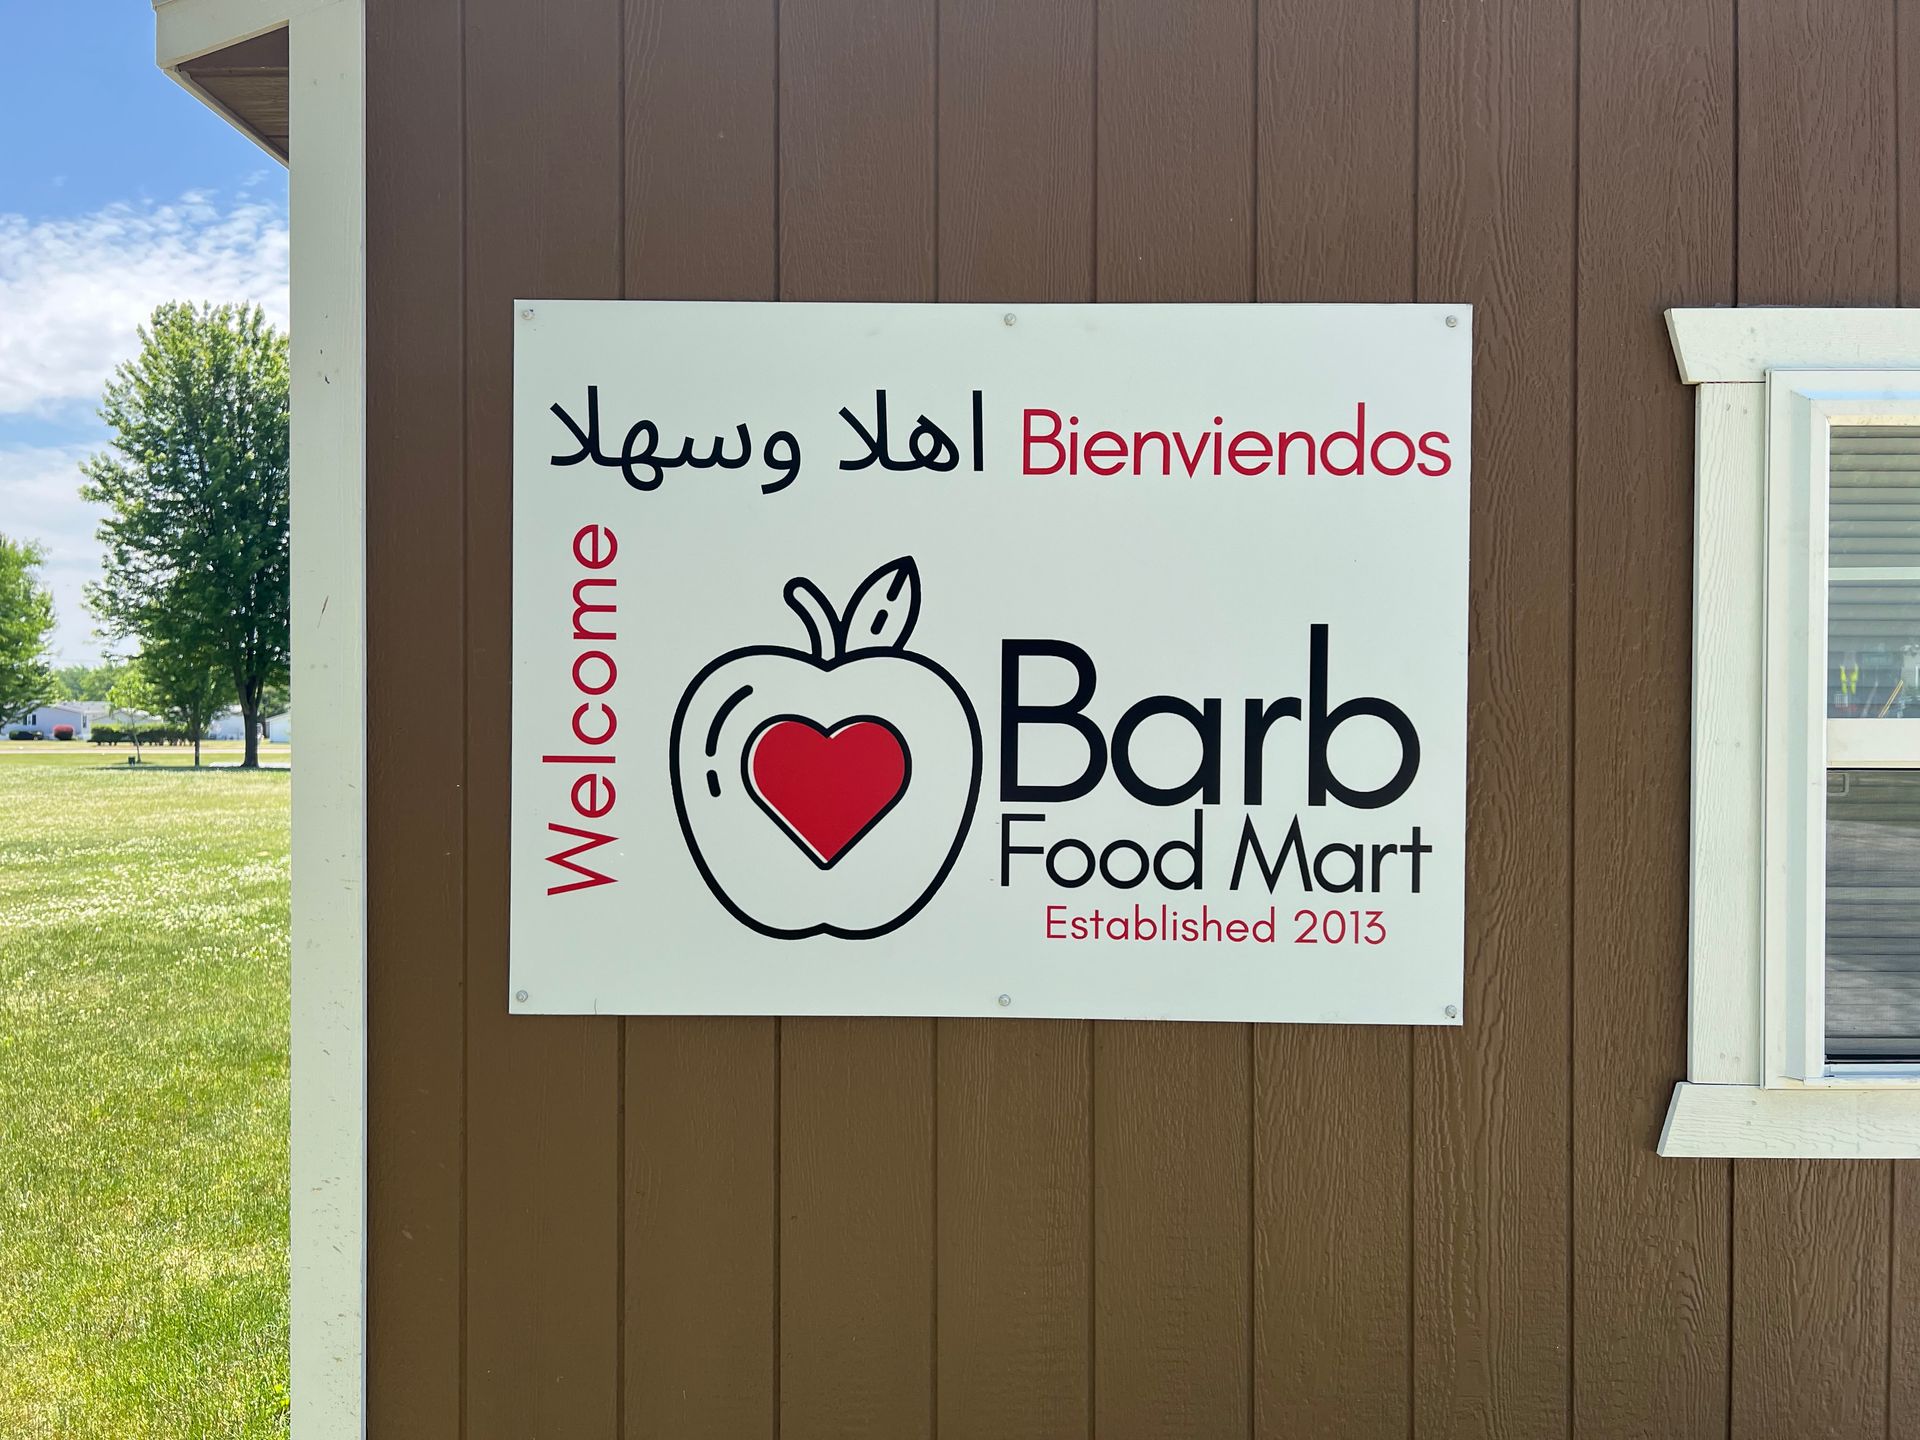 اهلا وسهلا Bienviendos
Welcome
Barb
Food Mart
Established 2013